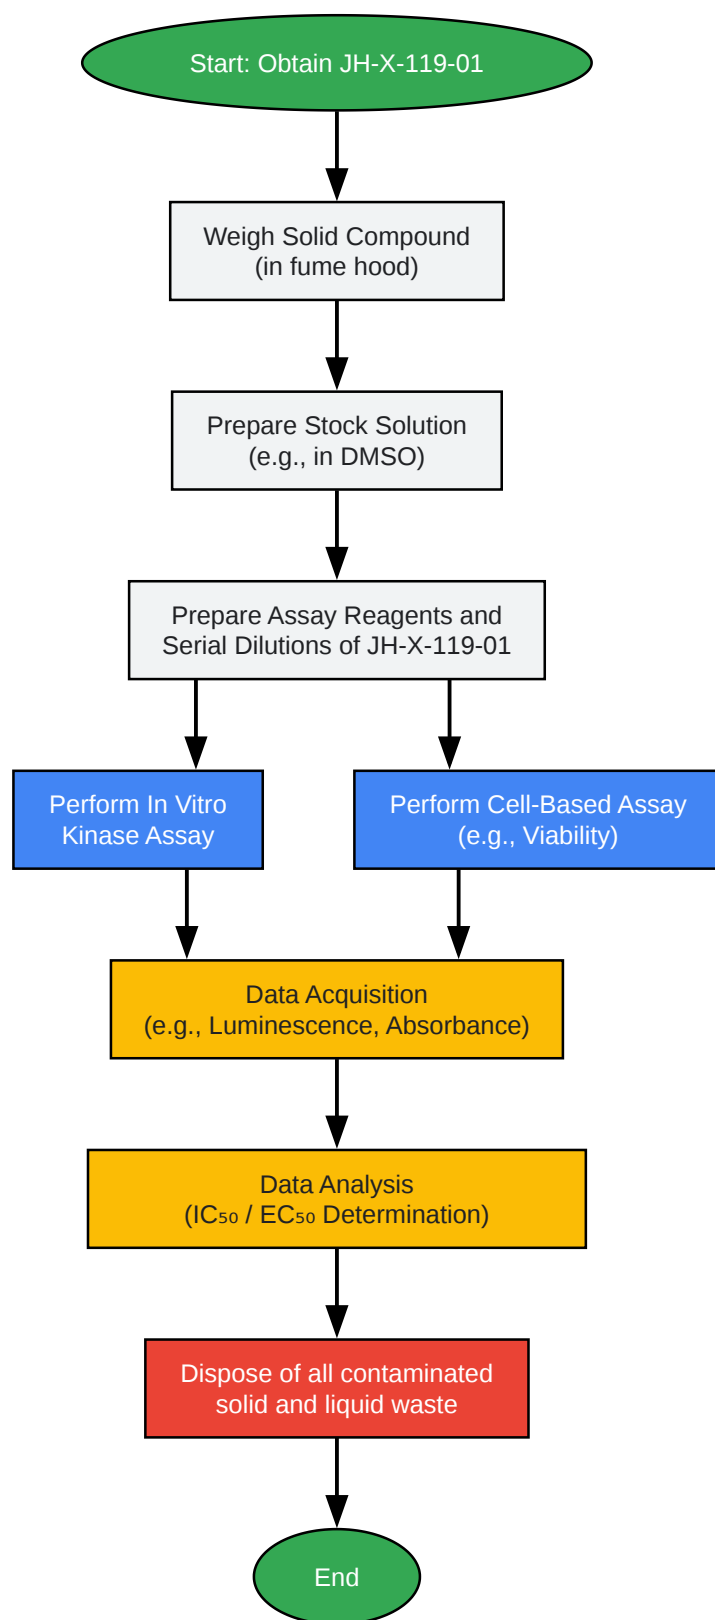 Start: Obtain JH-X-119-01
Weigh Solid Compound
(in fume hood)
Prepare Stock Solution
(e.g., in DMSO)
Prepare Assay Reagents and
Serial Dilutions of JH-X-119-01
Perform In Vitro
Kinase Assay
Perform Cell-Based Assay
(e.g., Viability)
Data Acquisition
(e.g., Luminescence, Absorbance)
Data Analysis
(IC₅₀ / EC₅₀ Determination)
Dispose of all contaminated
solid and liquid waste
End